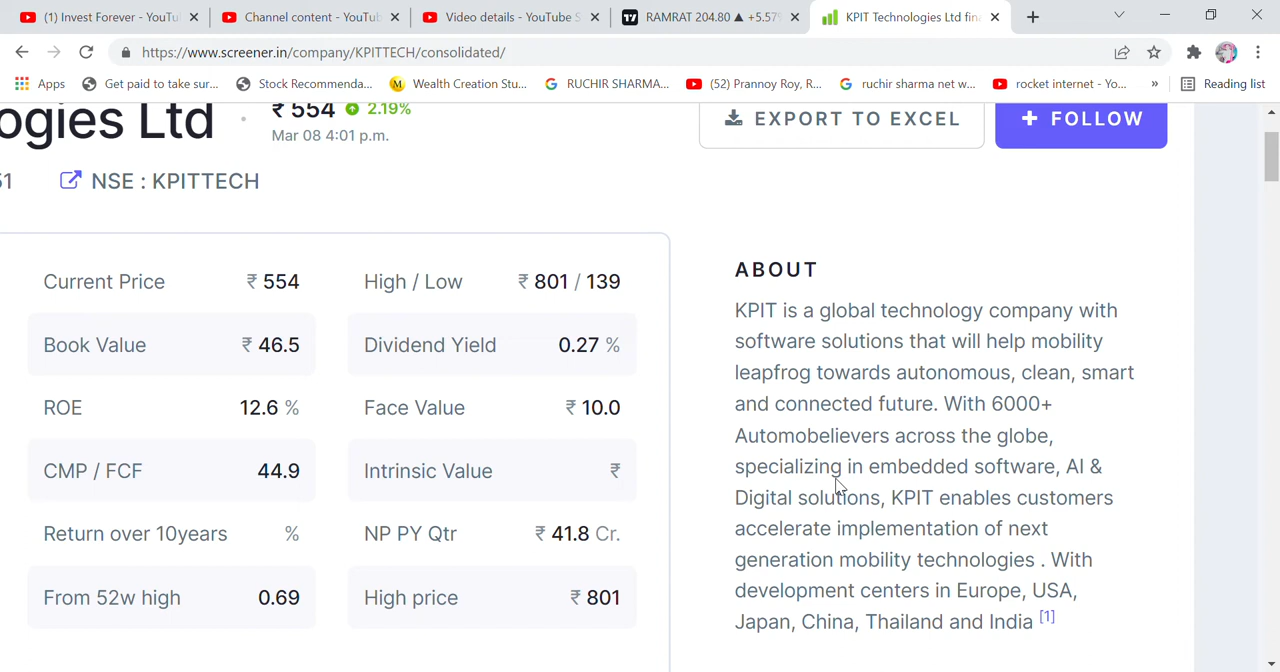 (1) Invest Forever - YouTu
Channel content - YouTub
Video details - YouTube S
RAMRAT 204.80 ▲ +5.57%
KPIT Technologies Ltd fin
https://www.screener.in/company/KPITTECH/consolidated/
Apps
Get paid to take sur...
Stock Recommenda...
Wealth Creation Stu...
RUCHIR SHARMA...
(52) Prannoy Roy, R...
ruchir sharma net w...
rocket internet - Yo...
»
Reading list
ogies Ltd
₹ 554 2.19%
Mar 08 4:01 p.m.
EXPORT TO EXCEL
+ FOLLOW
51
NSE : KPITTECH
Current Price ₹ 554
High / Low ₹ 801 / 139
Book Value ₹ 46.5
Dividend Yield 0.27 %
ROE 12.6 %
Face Value ₹ 10.0
CMP / FCF 44.9
Intrinsic Value ₹
Return over 10years %
NP PY Qtr ₹ 41.8 Cr.
From 52w high 0.69
High price ₹ 801
ABOUT
KPIT is a global technology company with
software solutions that will help mobility
leapfrog towards autonomous, clean, smart
and connected future. With 6000+
Automobelievers across the globe,
specializing in embedded software, AI &
Digital solutions, KPIT enables customers
accelerate implementation of next
generation mobility technologies . With
development centers in Europe, USA,
Japan, China, Thailand and India [1]